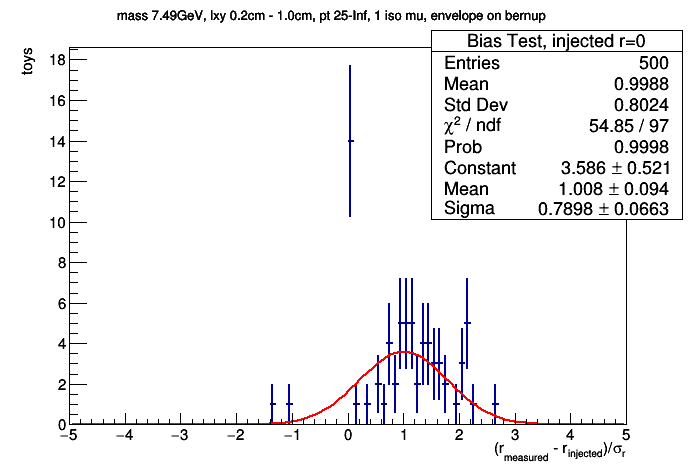 mass 7.49GeV, lxy 0.2cm - 1.0cm, pt 25-Inf, 1 iso mu, envelope on bernup
Bias Test, injected r=0
Entries 500
Mean 0.9988
Std Dev 0.8024
χ² / ndf 54.85 / 97
Prob 0.9998
Constant 3.586 ± 0.521
Mean 1.008 ± 0.094
Sigma 0.7898 ± 0.0663
toys
18
16
14
12
10
8
6
4
2
0
−5 −4 −3 −2 −1 0 1 2 3 4 5
(r_measured - r_injected)/σ_r